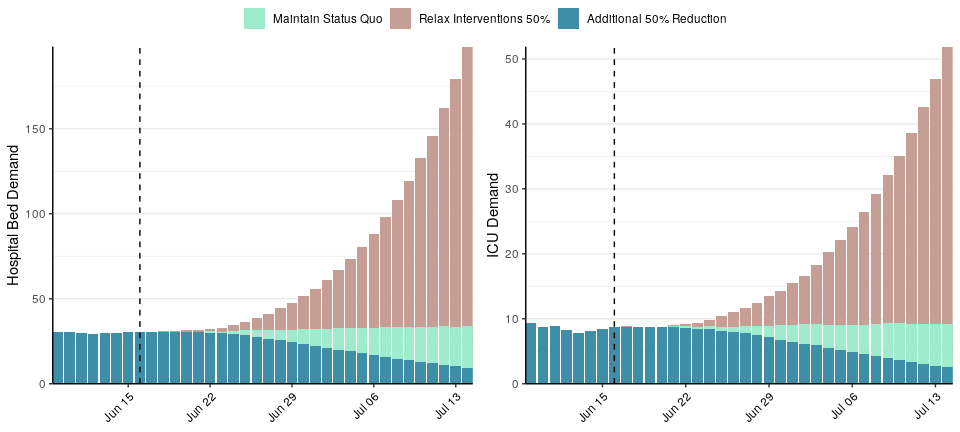 Maintain Status Quo Relax Interventions 50% Additional 50% Reduction
Hospital Bed Demand
150
100
50
0
Jun 15 Jun 22 Jun 29 Jul 06 Jul 13
ICU Demand
50
40
30
20
10
0
Jun 15 Jun 22 Jun 29 Jul 06 Jul 13